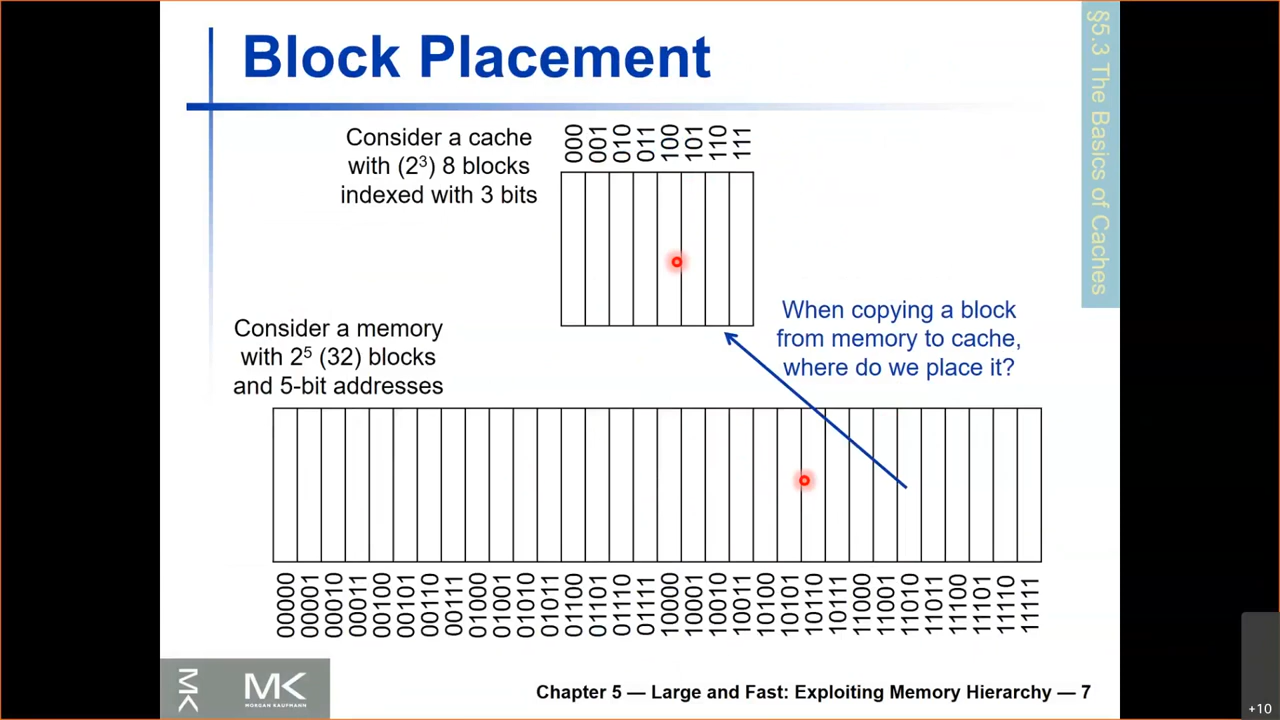 Block Placement
§5.3 The Basics of Caches
Consider a cache
with (2³) 8 blocks
indexed with 3 bits
000
001
010
011
100
101
110
111
When copying a block
from memory to cache,
where do we place it?
Consider a memory
with 2⁵ (32) blocks
and 5-bit addresses
00000
00001
00010
00011
00100
00101
00110
00111
01000
01001
01010
01011
01100
01101
01110
01111
10000
10001
10010
10011
10100
10101
10110
10111
11000
11001
11010
11011
11100
11101
11110
11111
MK
MK
MORGAN KAUFMANN
Chapter 5 — Large and Fast: Exploiting Memory Hierarchy — 7
+10